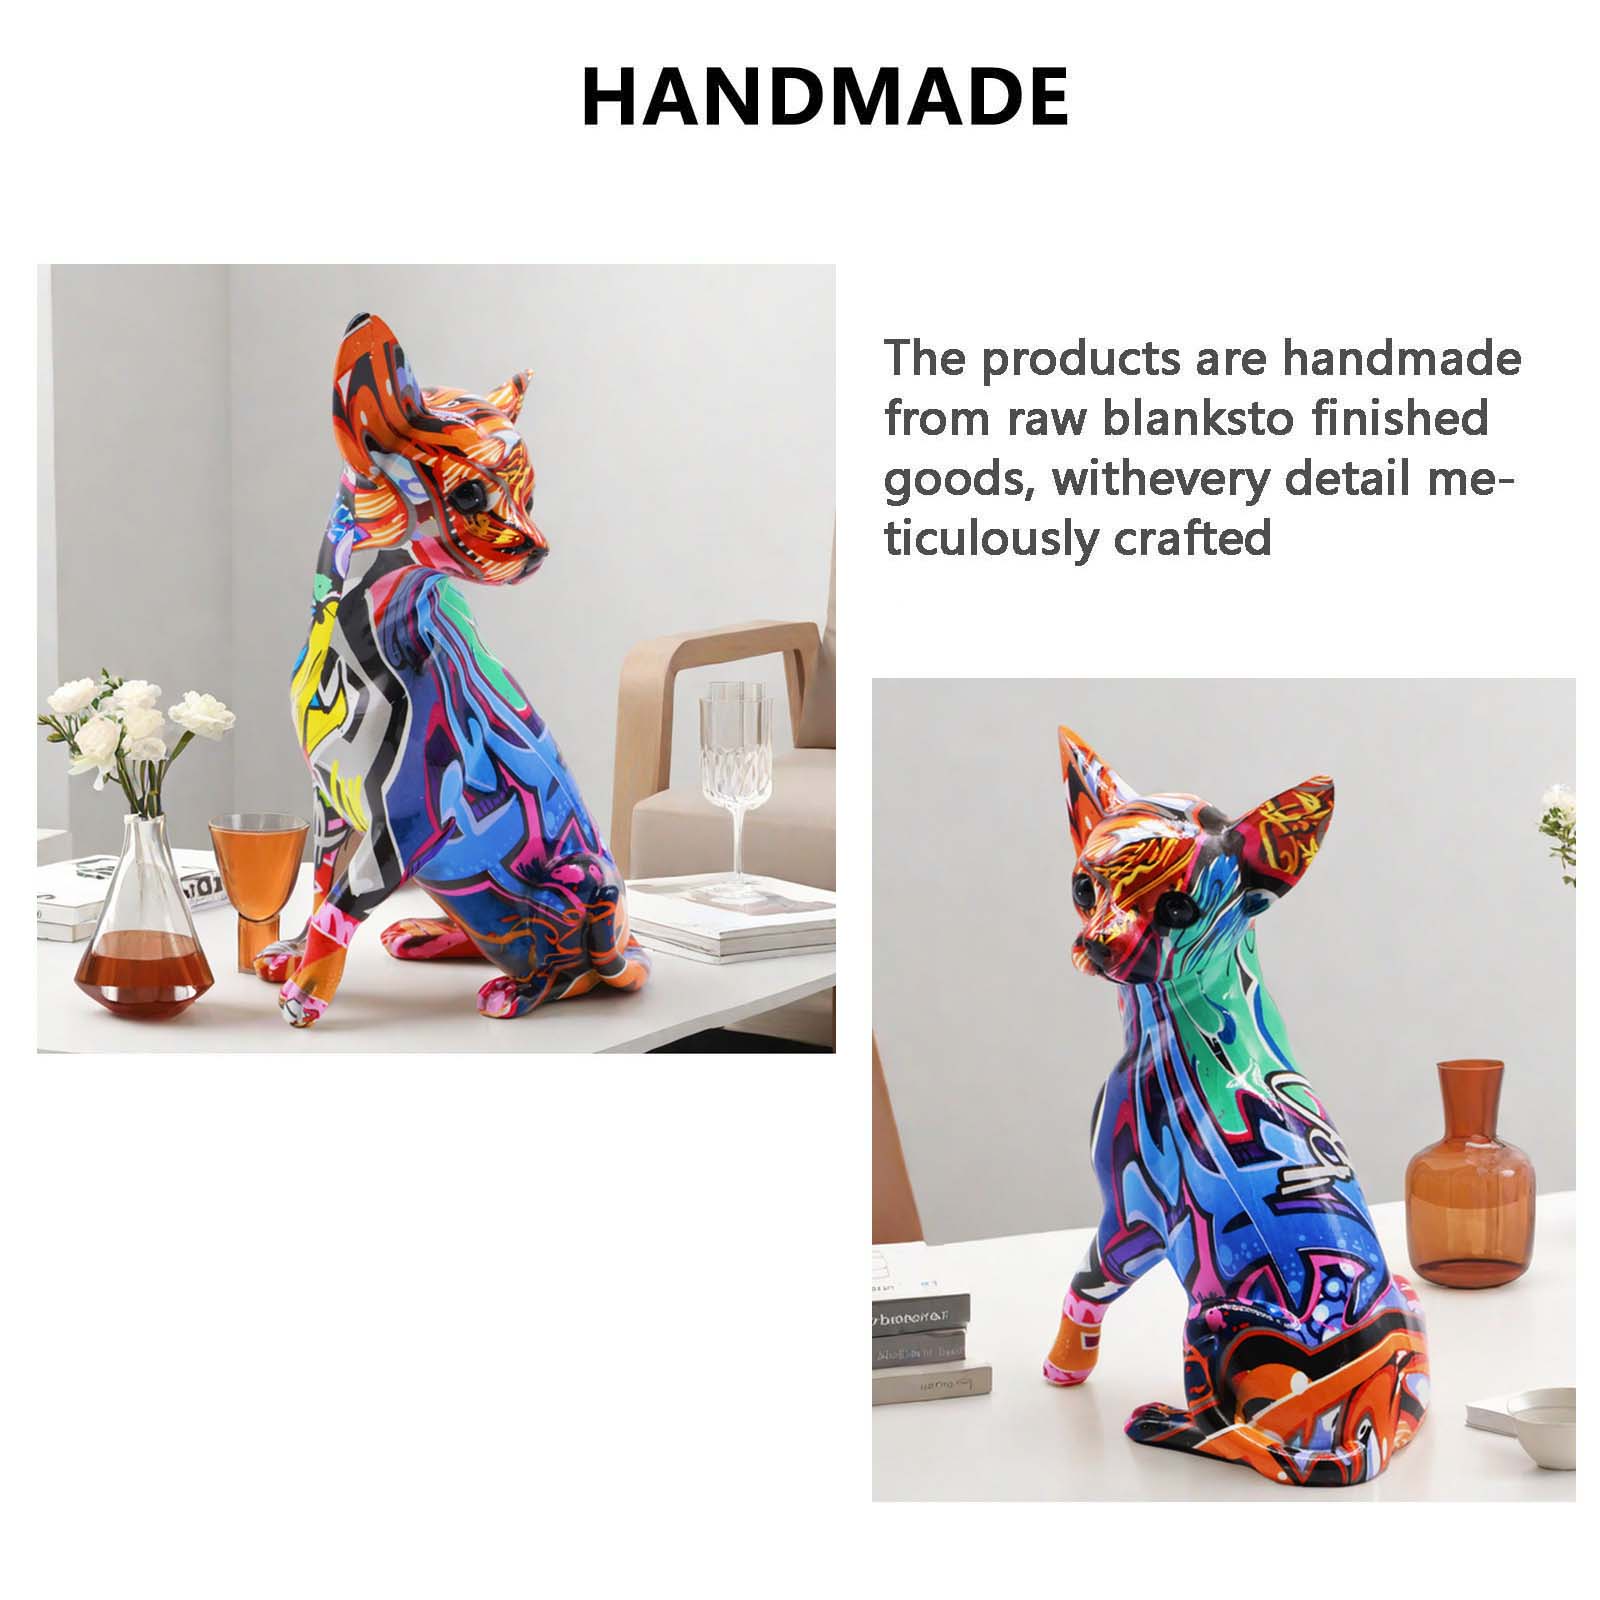 HANDMADE
The products are handmade
from raw blanksto finished
goods, withevery detail me-
ticulously crafted